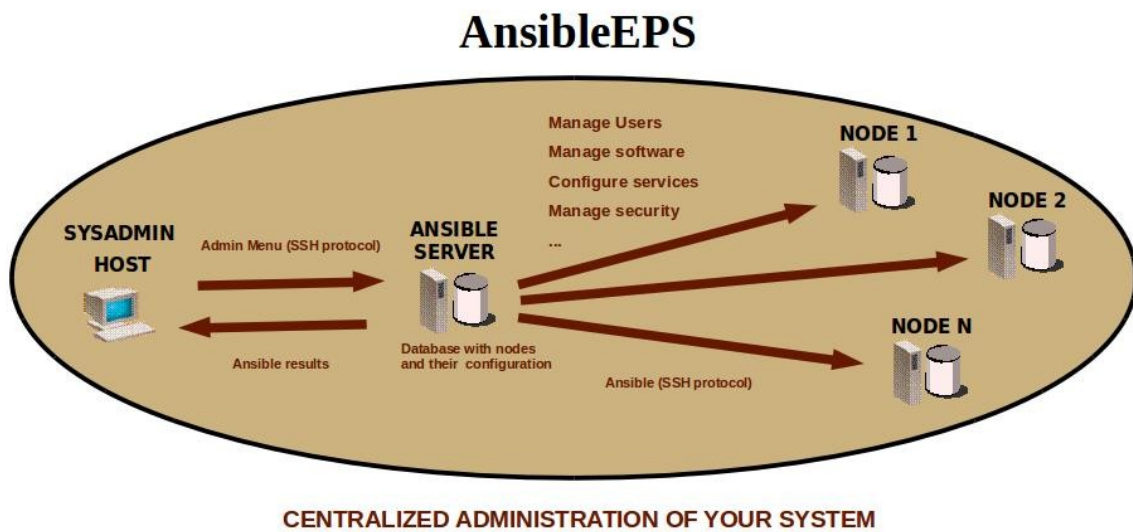 AnsibleEPS
Manage Users
Manage software
Configure services
Manage security
...
NODE 1
NODE 2
SYSADMIN
HOST
Admin Menu (SSH protocol)
ANSIBLE
SERVER
Ansible results
Database with nodes
and their configuration
Ansible (SSH protocol)
NODE N
CENTRALIZED ADMINISTRATION OF YOUR SYSTEM